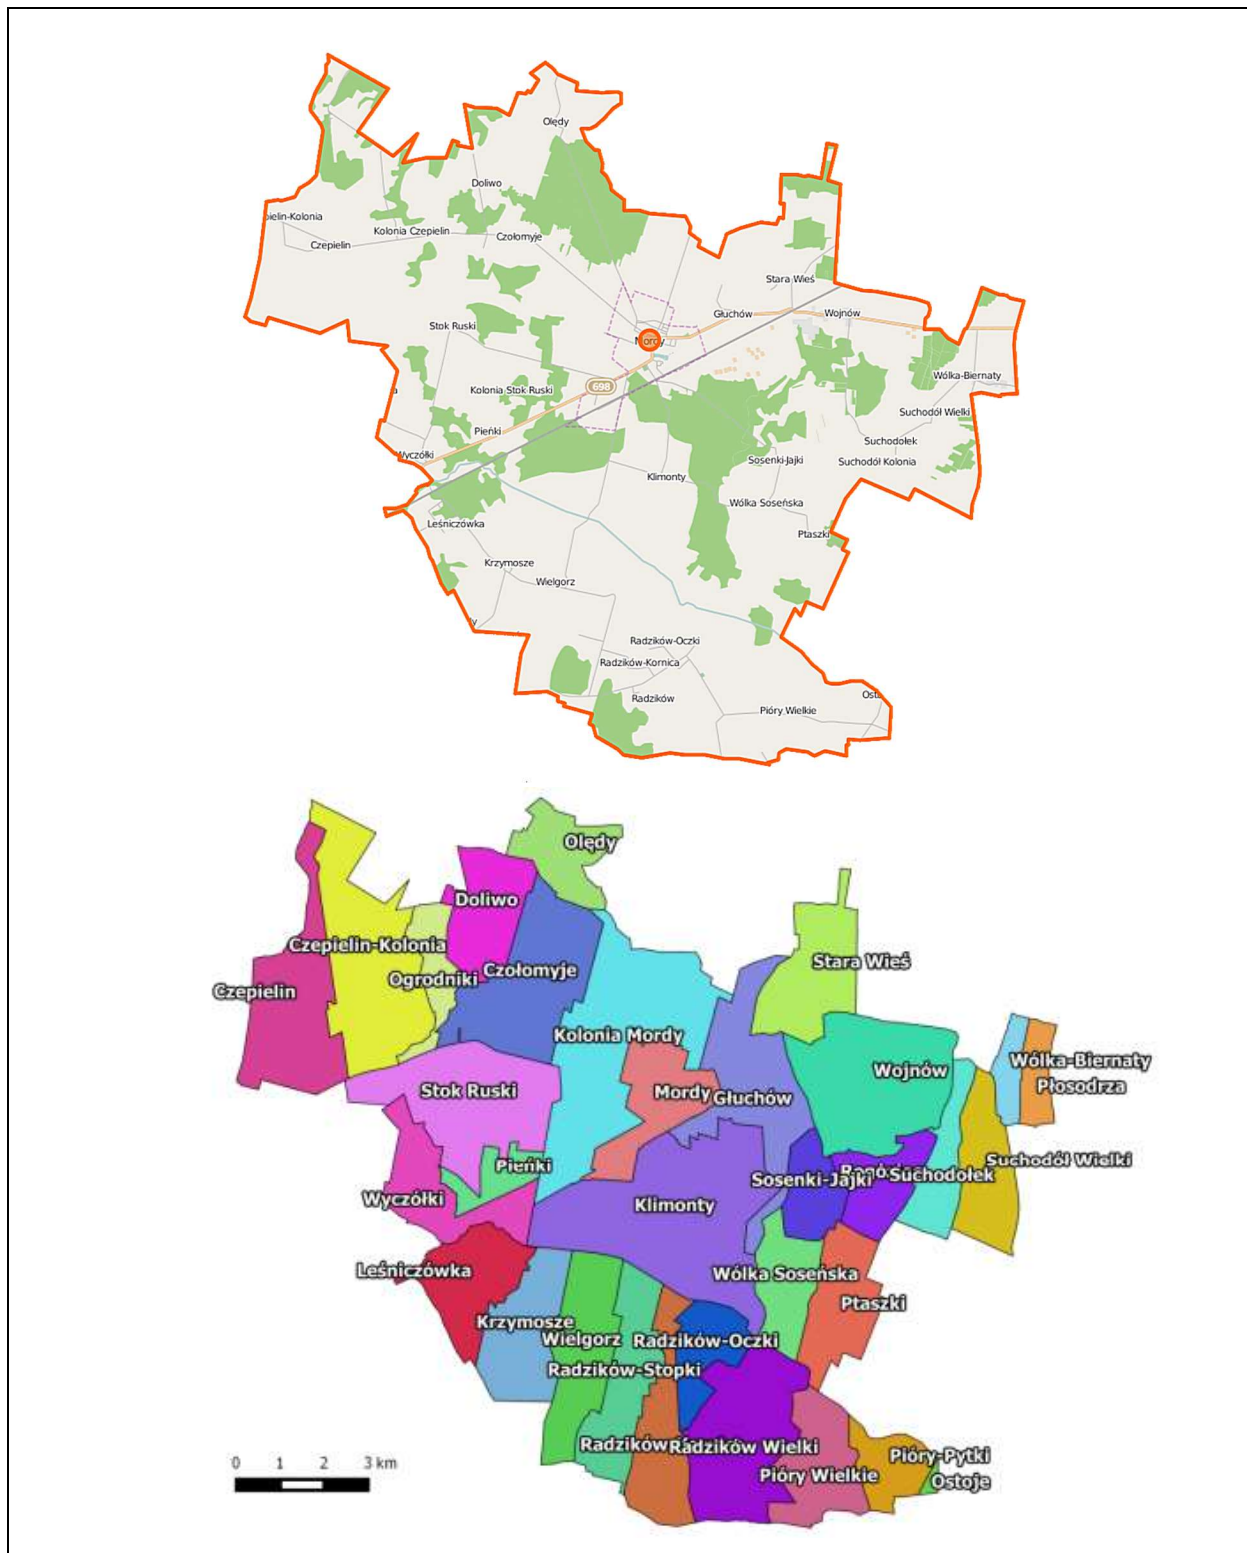 Olędy
Doliwo
pielin-Kolonia
Kolonia Czepielin
Czołomyje
Czepielin
Stara Wieś
Głuchów
Wojnów
Stok Ruski
Mordy
Wólka-Biernaty
698
Kolonia Stok Ruski
a
Suchodół Wielki
Pieńki
Suchodołek
Wyczółki
Sosenki-Jajki
Suchodół Kolonia
Klimonty
Wólka Soseńska
Leśniczówka
Ptaszki
Krzymosze
Wielgorz
y
Radzików-Oczki
Radzików-Kornica
Radzików
Ost
Pióry Wielkie
Olędy
Doliwo
Czepielin-Kolonia
Stara Wieś
Czołomyje
Ogrodniki
Czepielin
Kolonia Mordy
Wólka-Biernaty
Wojnów
Płosodrza
Stok Ruski
Mordy
Głuchów
Suchodół Wielki
Pieńki
Suchodołek
Sosenki-Jajki
Wyczółki
Klimonty
Leśniczówka
Wólka Soseńska
Ptaszki
Krzymosze
Wielgorz
Radzików-Oczki
Radzików-Stopki
Radzików
Radzików Wielki
Pióry-Pytki
Pióry Wielkie
Ostoje
0 1 2 3 km